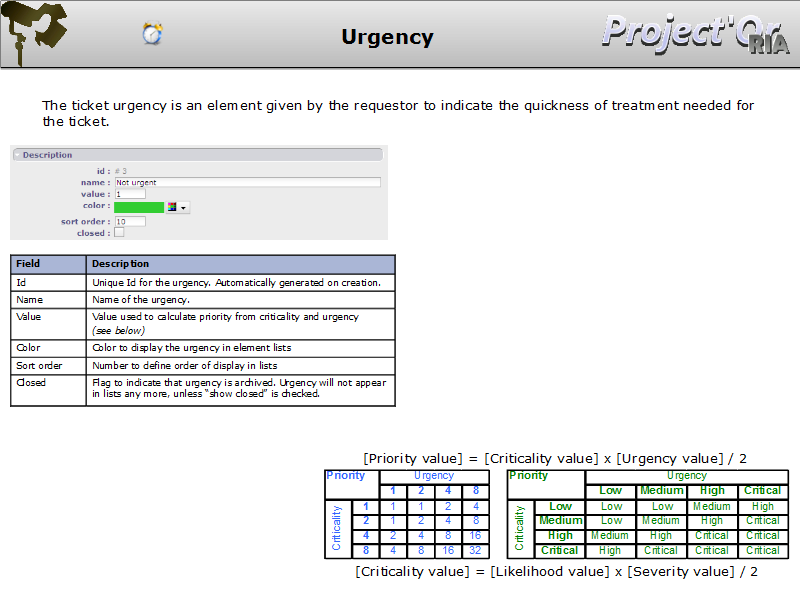 Urgency
Project'Or
RIA
The ticket urgency is an element given by the requestor to indicate the quickness of treatment needed for
the ticket.
Description
id : # 3
name : Not urgent
value : 1
color :
sort order : 10
closed :
Field Description
Id Unique Id for the urgency. Automatically generated on creation.
Name Name of the urgency.
Value Value used to calculate priority from criticality and urgency
(see below)
Color Color to display the urgency in element lists
Sort order Number to define order of display in lists
Closed Flag to indicate that urgency is archived. Urgency will not appear
in lists any more, unless "show closed" is checked.
[Priority value] = [Criticality value] x [Urgency value] / 2
Priority Urgency
1 2 4 8
Criticality
1 1 1 2 4
2 1 2 4 8
4 2 4 8 16
8 4 8 16 32
Priority Urgency
Low Medium High Critical
Criticality
Low Low Low Medium High
Medium Low Medium High Critical
High Medium High Critical Critical
Critical High Critical Critical Critical
[Criticality value] = [Likelihood value] x [Severity value] / 2